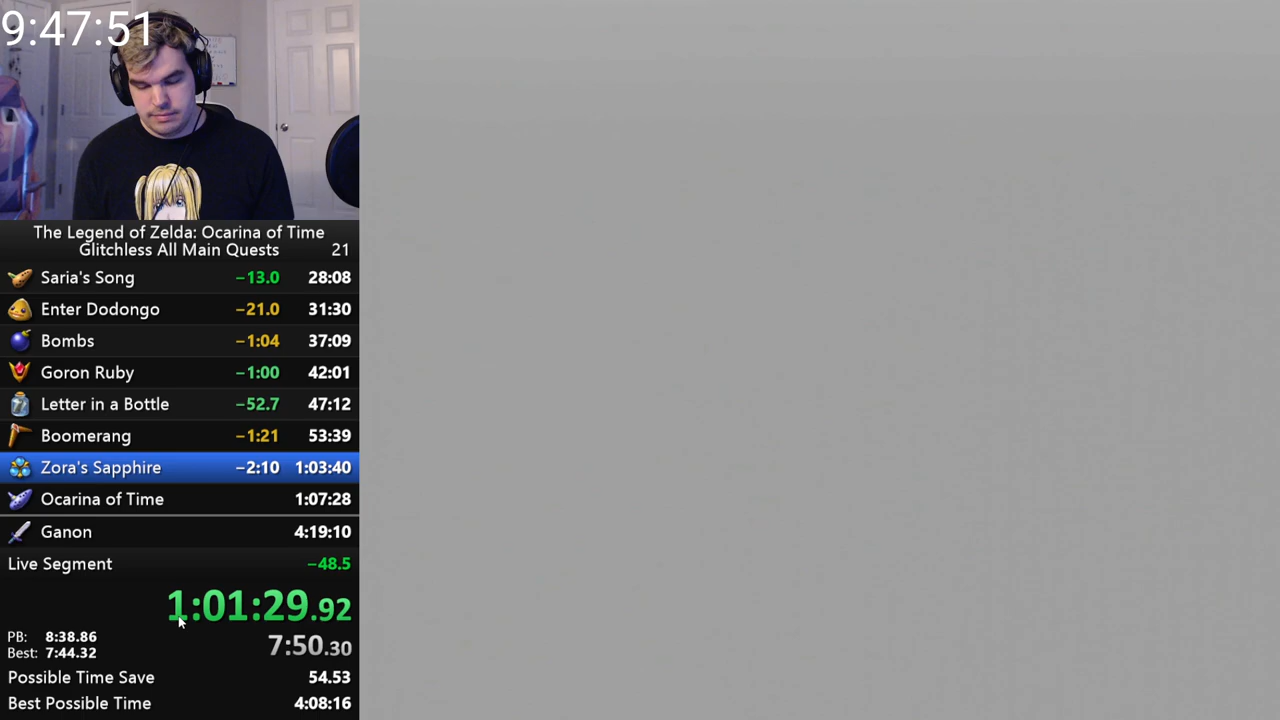 9:47:51
The Legend of Zelda: Ocarina of Time
Glitchless All Main Quests 21
Saria's Song −13.0 28:08
Enter Dodongo −21.0 31:30
Bombs −1:04 37:09
Goron Ruby −1:00 42:01
Letter in a Bottle −52.7 47:12
Boomerang −1:21 53:39
Zora's Sapphire −2:10 1:03:40
Ocarina of Time 1:07:28
Ganon 4:19:10
Live Segment −48.5
1:01:29.92
PB: 8:38.86
Best: 7:44.32
7:50.30
Possible Time Save 54.53
Best Possible Time 4:08:16